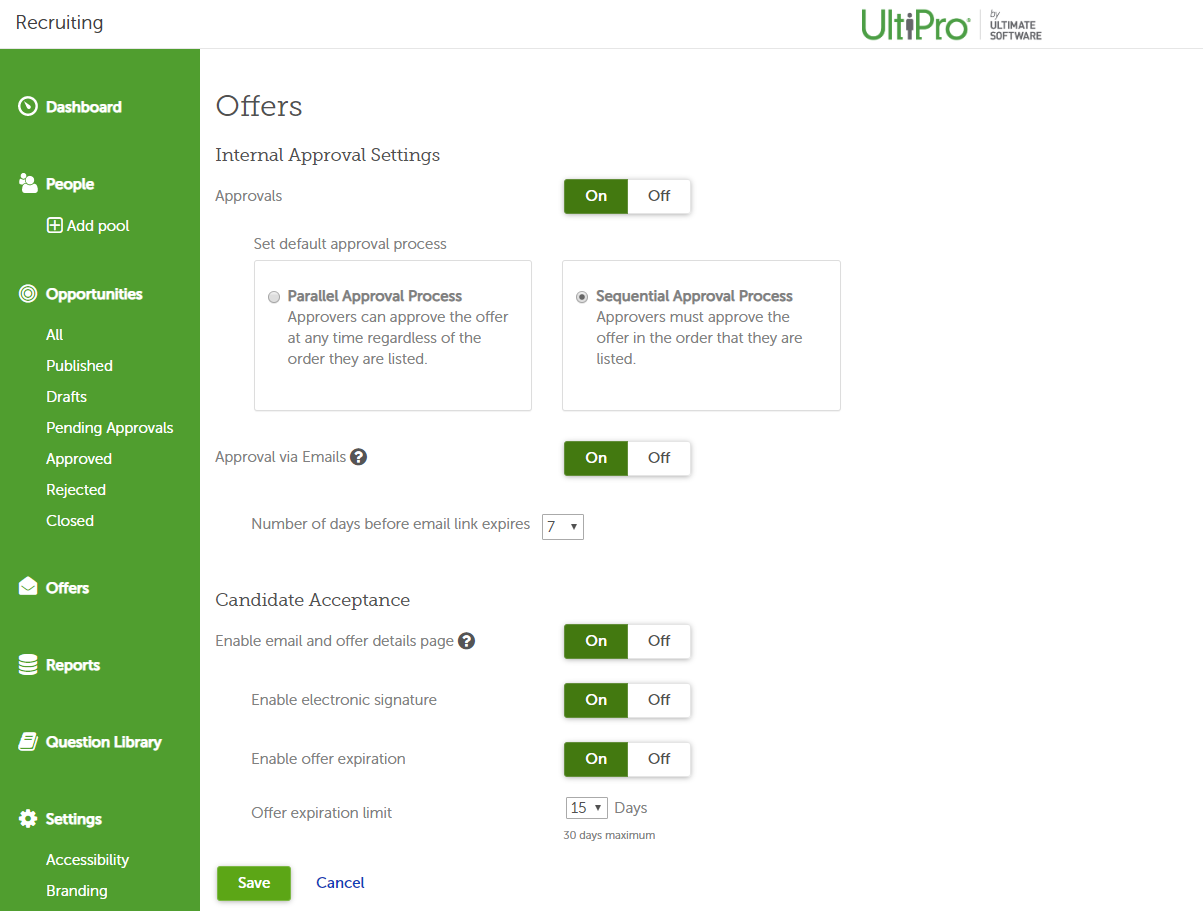 Recruiting
UltiPro by
ULTIMATE
SOFTWARE
Dashboard
People
Add pool
Opportunities
All
Published
Drafts
Pending Approvals
Approved
Rejected
Closed
Offers
Reports
Question Library
Settings
Accessibility
Branding
Offers
Internal Approval Settings
Approvals On Off
Set default approval process
Parallel Approval Process
Approvers can approve the offer
at any time regardless of the
order they are listed.
Sequential Approval Process
Approvers must approve the
offer in the order that they are
listed.
Approval via Emails ? On Off
Number of days before email link expires 7
Candidate Acceptance
Enable email and offer details page ? On Off
Enable electronic signature On Off
Enable offer expiration On Off
Offer expiration limit 15 Days
30 days maximum
Save Cancel